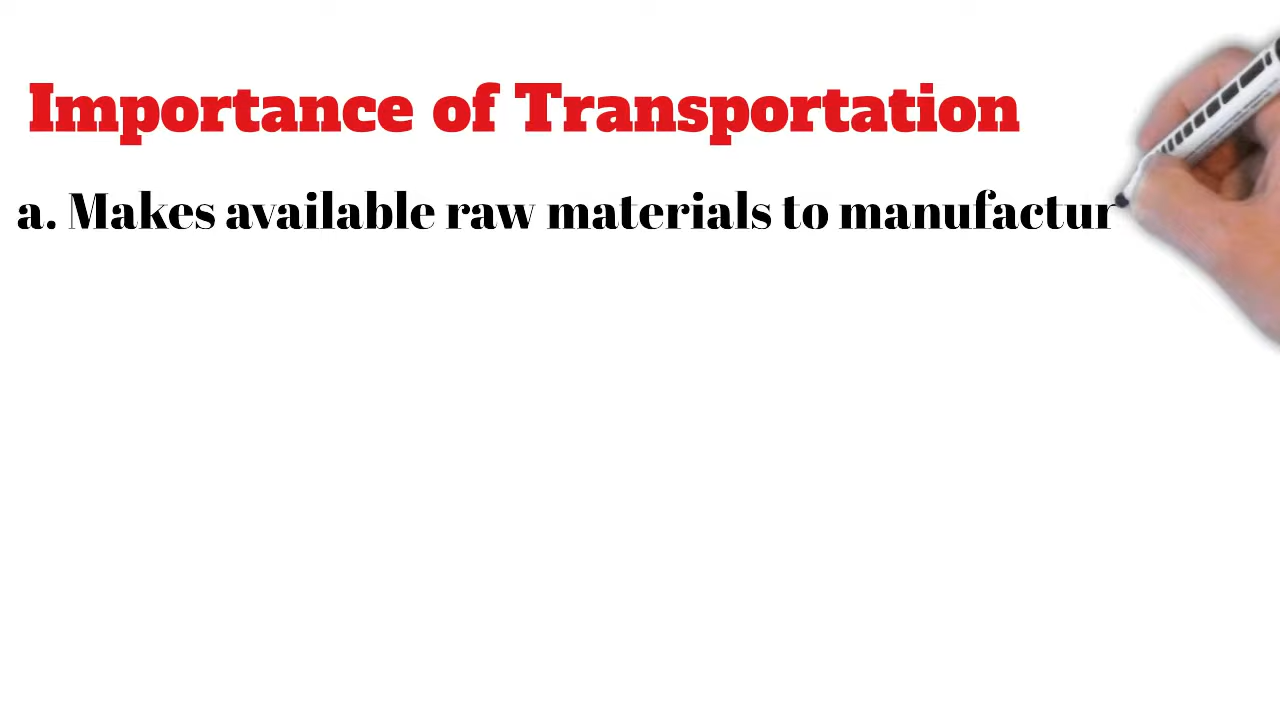 Importance of Transportation
a. Makes available raw materials to manufactur